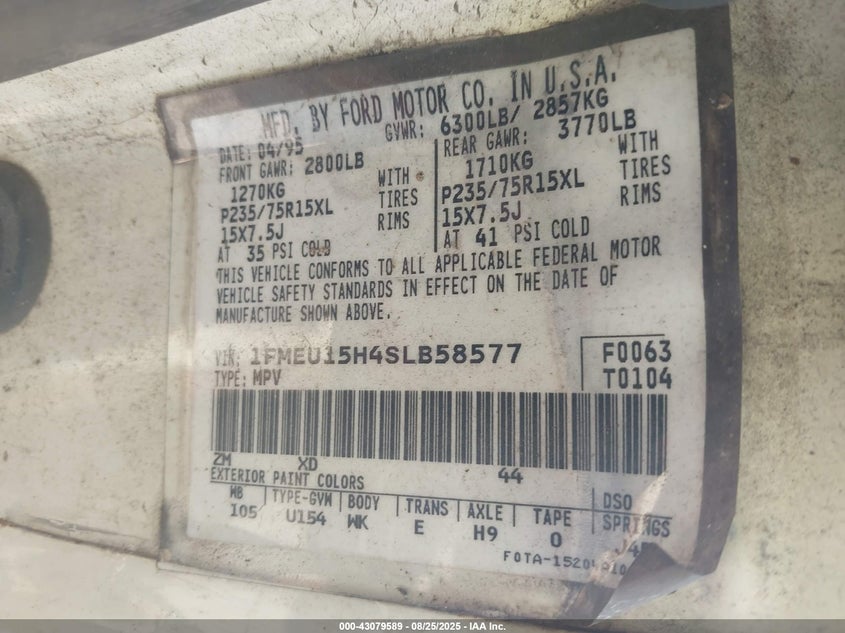 MFD. BY FORD MOTOR CO. IN U.S.A.
DATE: 04/95 GVWR: 6300LB/ 2857KG
FRONT GAWR: 2800LB REAR GAWR: 3770LB
1270KG WITH 1710KG WITH
P235/75R15XL TIRES P235/75R15XL TIRES
15X7.5J RIMS 15X7.5J RIMS
AT 35 PSI COLD AT 41 PSI COLD
THIS VEHICLE CONFORMS TO ALL APPLICABLE FEDERAL MOTOR
VEHICLE SAFETY STANDARDS IN EFFECT ON THE DATE OF
MANUFACTURE SHOWN ABOVE.
VIN: 1FMEU15H4SLB58577 F0063
TYPE: MPV T0104
ZM XD 44
EXTERIOR PAINT COLORS DSO
WB TYPE-GVW BODY TRANS AXLE TAPE SPRINGS
105 U154 WK E H9 0
000-43079589 - 08/25/2025 - IAA Inc.